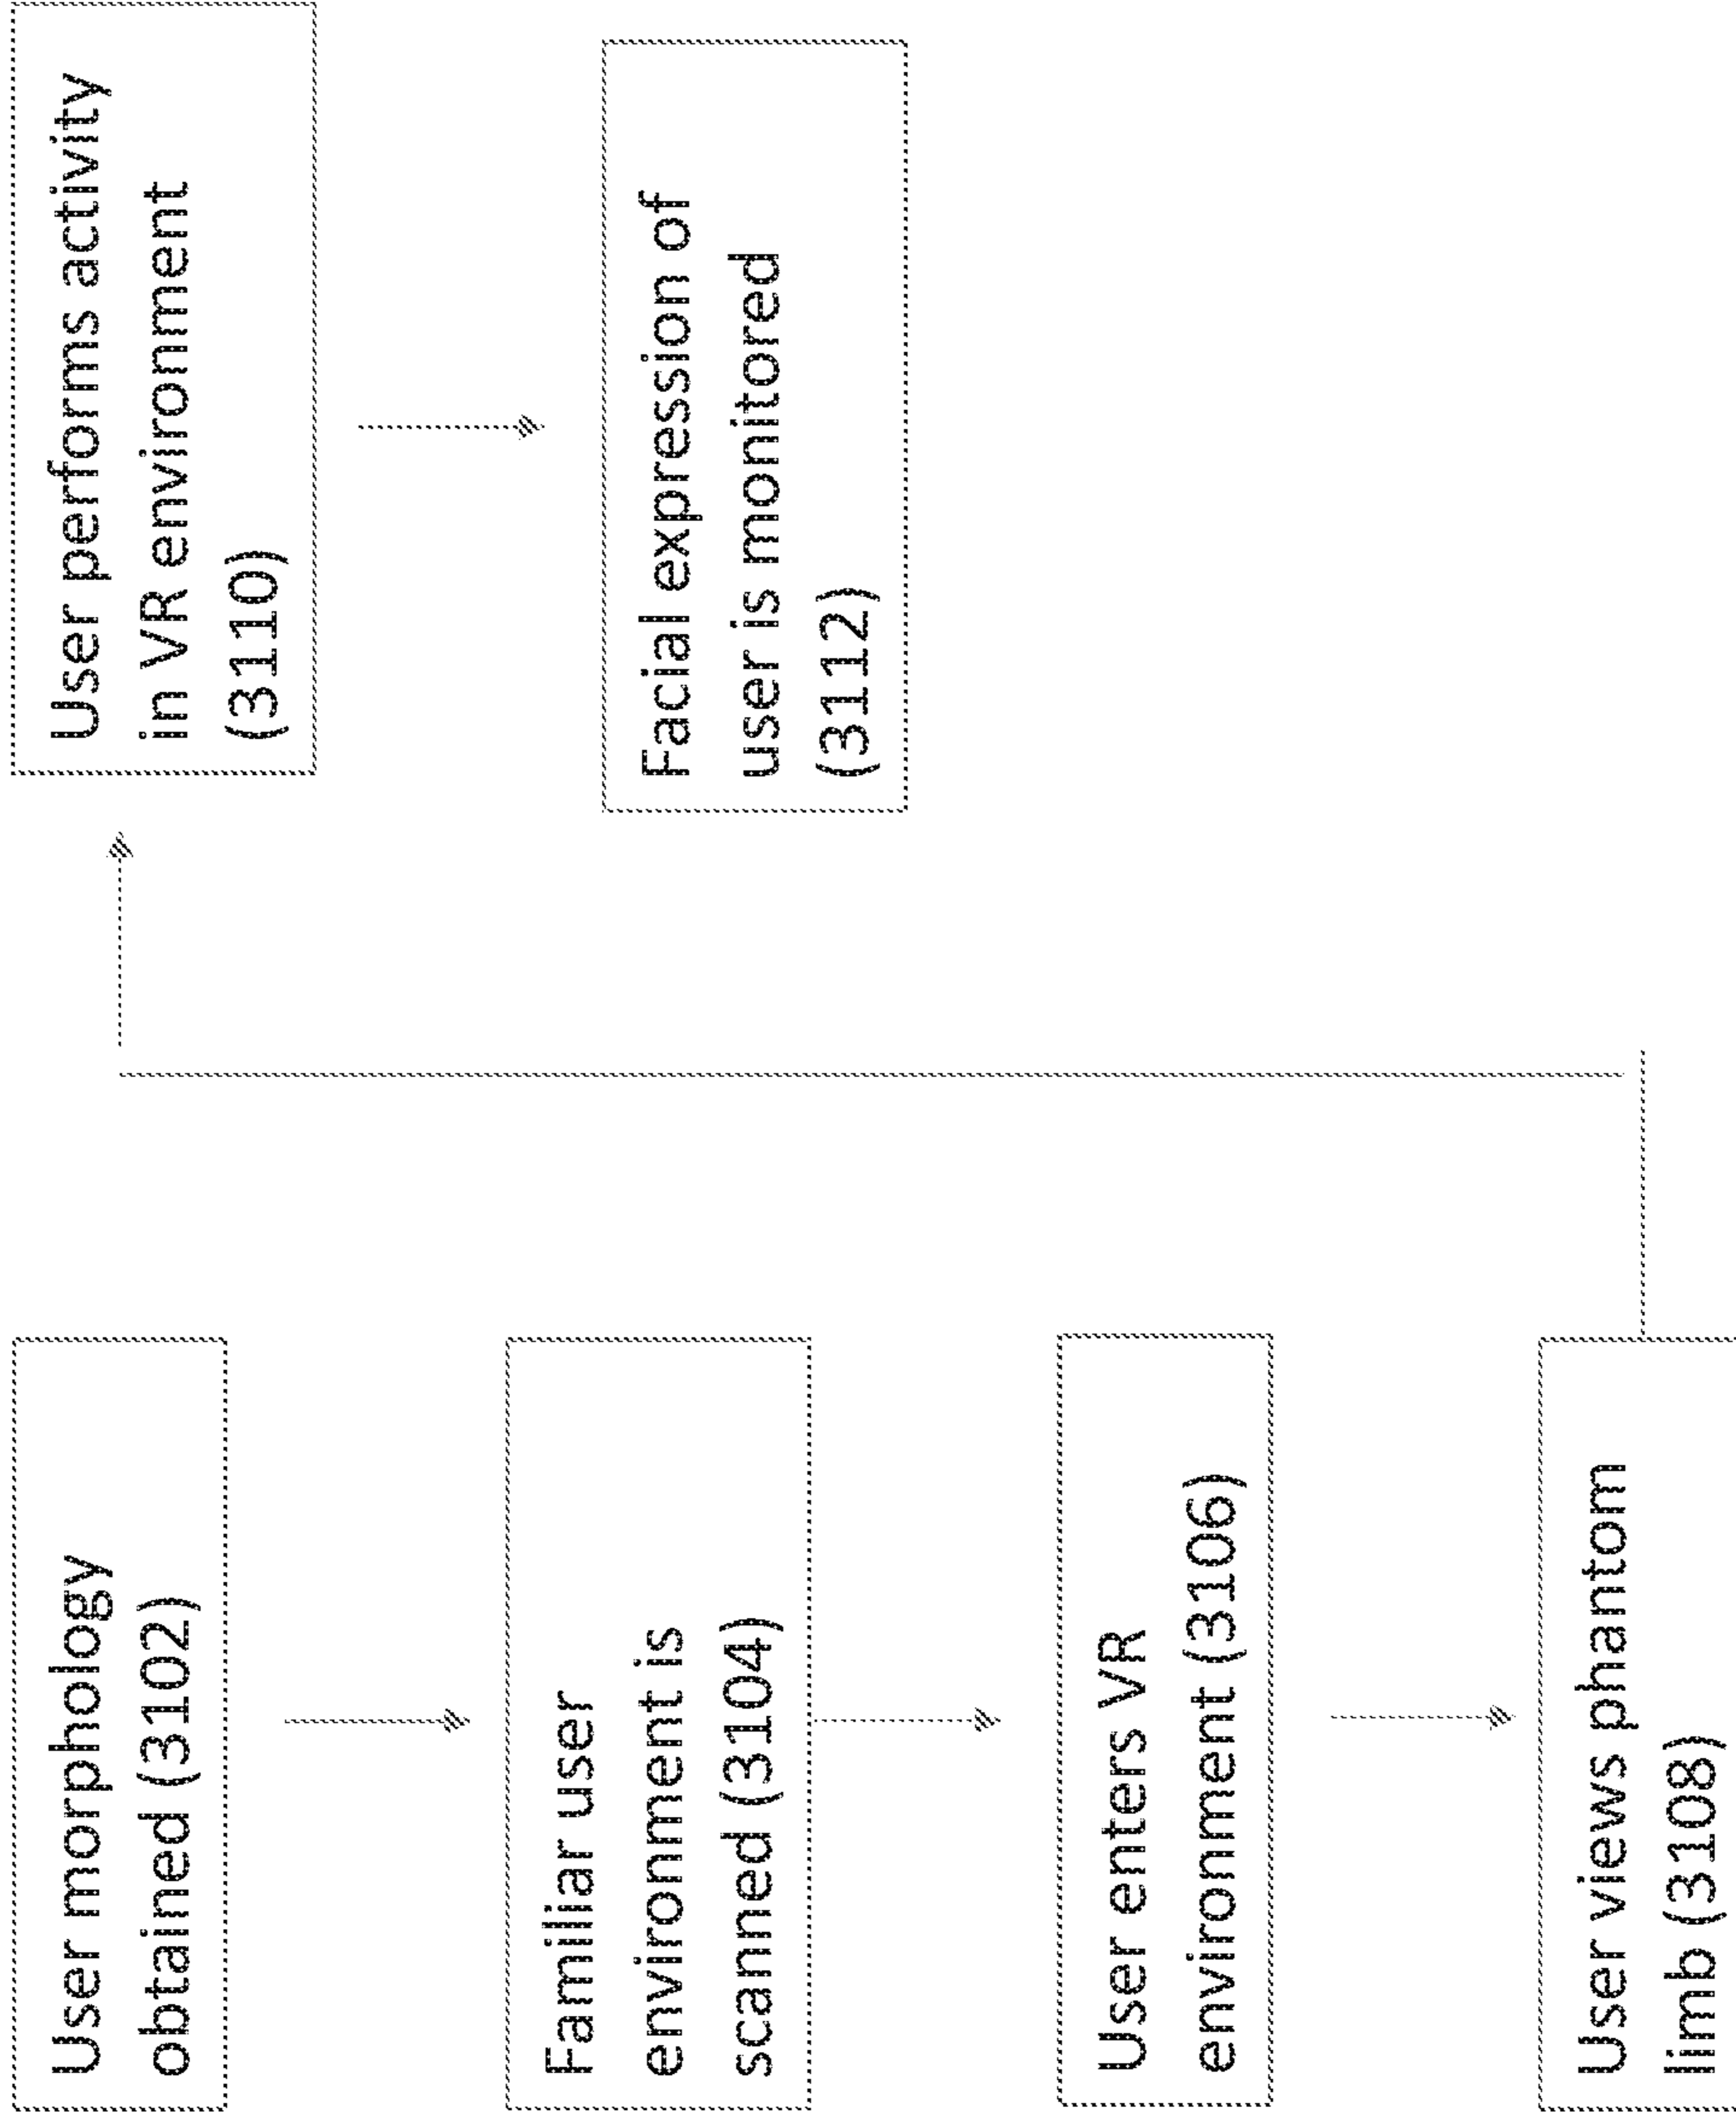 User morphology
obtained (3102)
Familiar user
environment is
scanned (3104)
User enters VR
environment (3106)
User views phantom
limb (3108)
User performs activity
in VR environment
(3110)
Facial expression of
user is monitored
(3112)